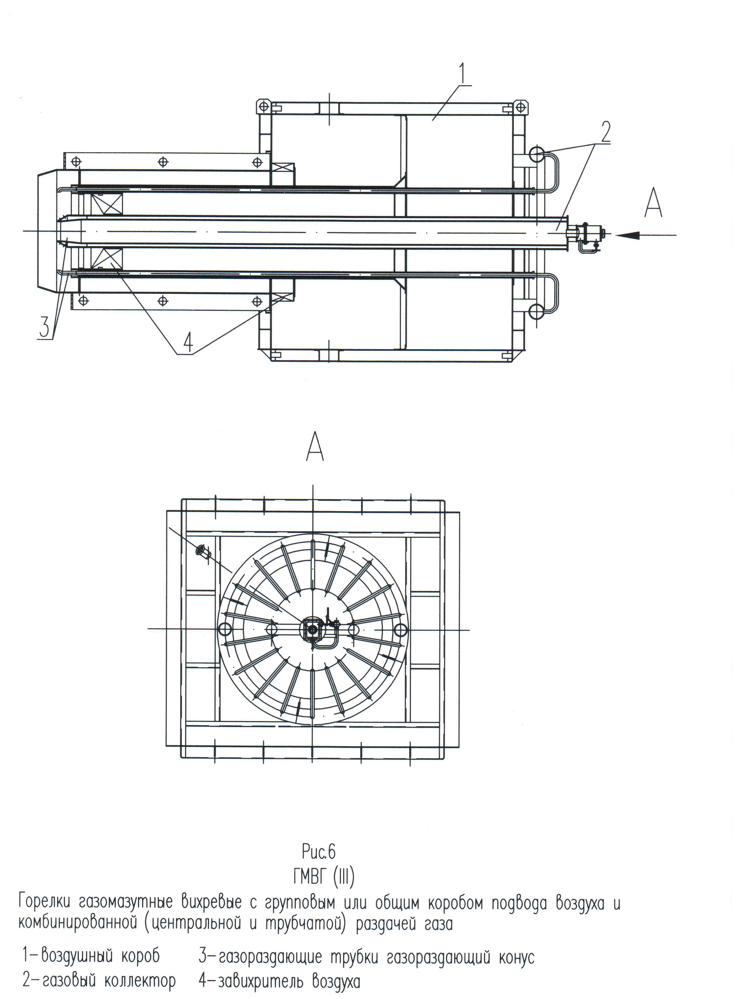 1
2
А
3
4
А
Рис.6
ГМВГ (III)
Горелки газомазутные вихревые с групповым или общим коробом подвода воздуха и
комбинированной (центральной и трубчатой) раздачей газа
1-воздушный короб 3-газораздающие трубки газораздающий конус
2-газовый коллектор 4-завихритель воздуха